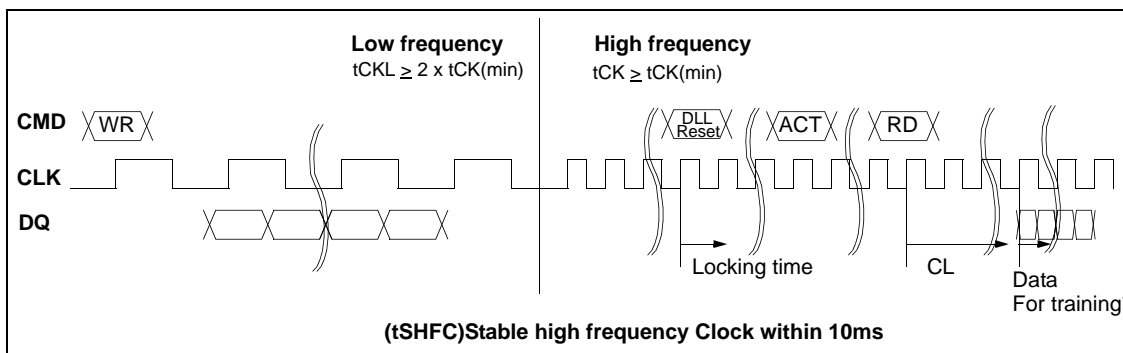 Low frequency
tCKL ≥ 2 x tCK(min)
High frequency
tCK ≥ tCK(min)
CMD
WR
DLL
Reset
ACT
RD
CLK
DQ
Locking time
CL
Data
For training
(tSHFC)Stable high frequency Clock within 10ms